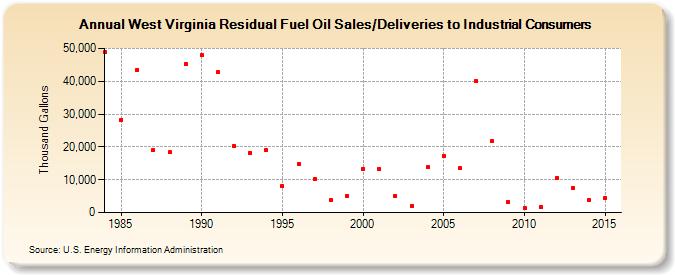 Annual West Virginia Residual Fuel Oil Sales/Deliveries to Industrial Consumers
Thousand Gallons
50,000
40,000
30,000
20,000
10,000
0
1985 1990 1995 2000 2005 2010 2015
Source: U.S. Energy Information Administration